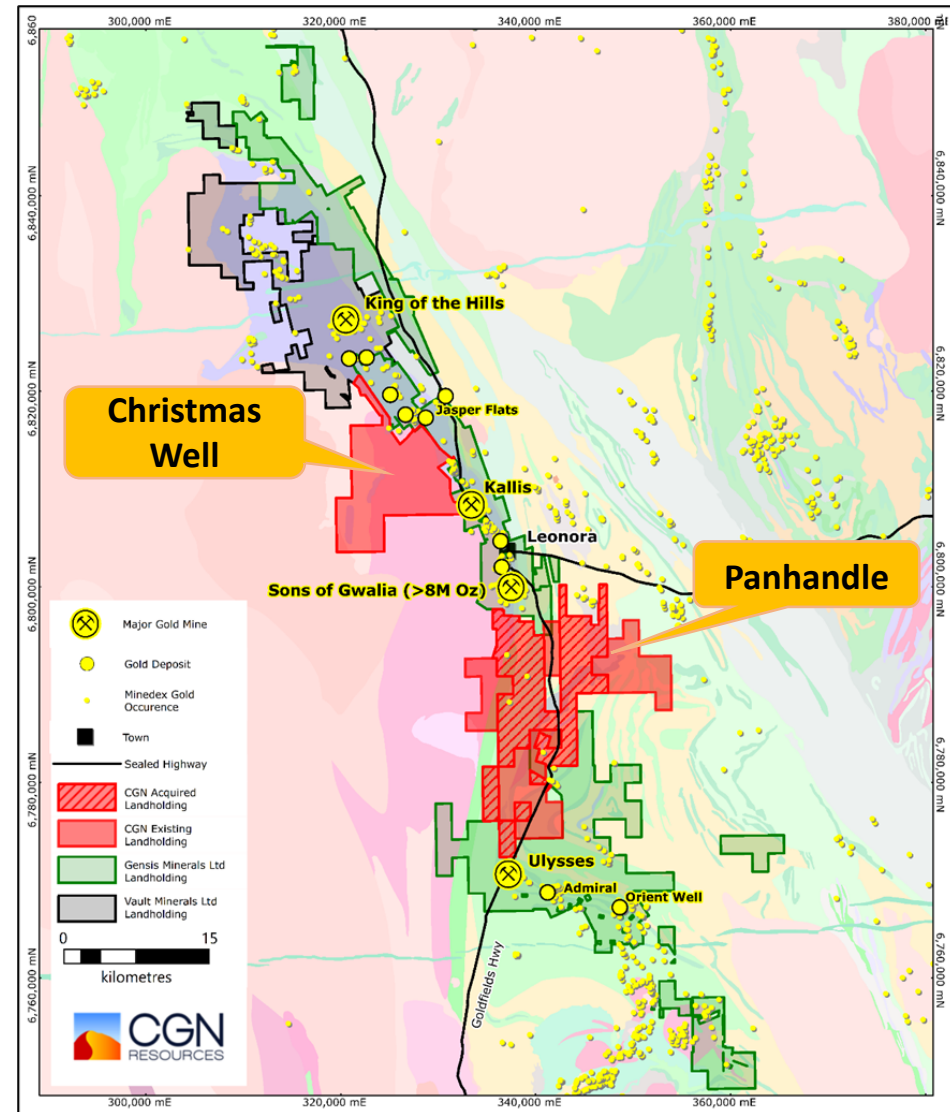 300,000 mE
320,000 mE
340,000 mE
360,000 mE
380,000 mE
6,860
6,840,000 mN
6,840,000 mN
King of the Hills
6,820,000 mN
6,820,000 mN
Christmas
Well
Jasper Flats
Kallis
Leonora
6,800,000 mN
6,800,000 mN
Sons of Gwalia (>8M Oz)
Panhandle
Major Gold Mine
Gold Deposit
Minedex Gold
Occurence
Town
Sealed Highway
CGN Acquired
Landholding
CGN Existing
Landholding
Gensis Minerals Ltd
Landholding
Vault Minerals Ltd
Landholding
0
15
kilometres
CGN
RESOURCES
6,780,000 mN
6,780,000 mN
Ulysses
Admiral
Orient Well
Goldfields Hwy
6,760,000 mN
6,760,000 mN
300,000 mE
320,000 mE
340,000 mE
360,000 mE
380,000 mE